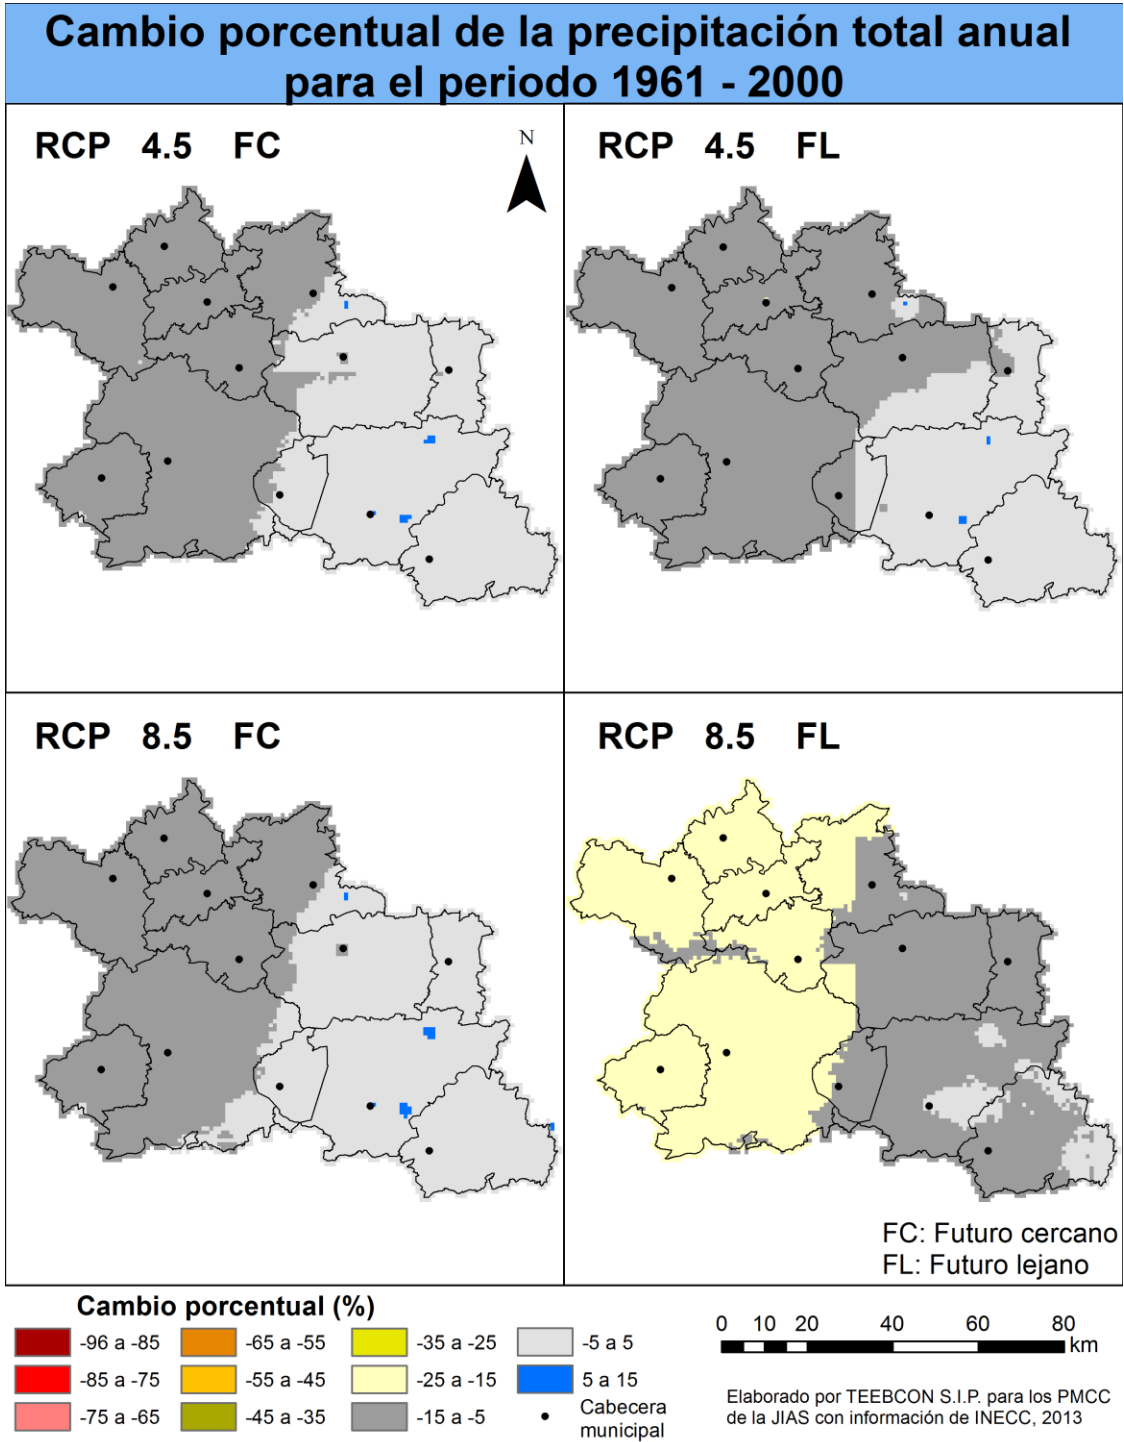 Cambio porcentual de la precipitación total anual
para el periodo 1961 - 2000
RCP 4.5 FC
N
RCP 4.5 FL
RCP 8.5 FC
RCP 8.5 FL
FC: Futuro cercano
FL: Futuro lejano
Cambio porcentual (%)
-96 a -85
-85 a -75
-75 a -65
-65 a -55
-55 a -45
-45 a -35
-35 a -25
-25 a -15
-15 a -5
-5 a 5
5 a 15
Cabecera
municipal
0 10 20 40 60 80
km
Elaborado por TEEBCON S.I.P. para los PMCC
de la JIAS con información de INECC, 2013